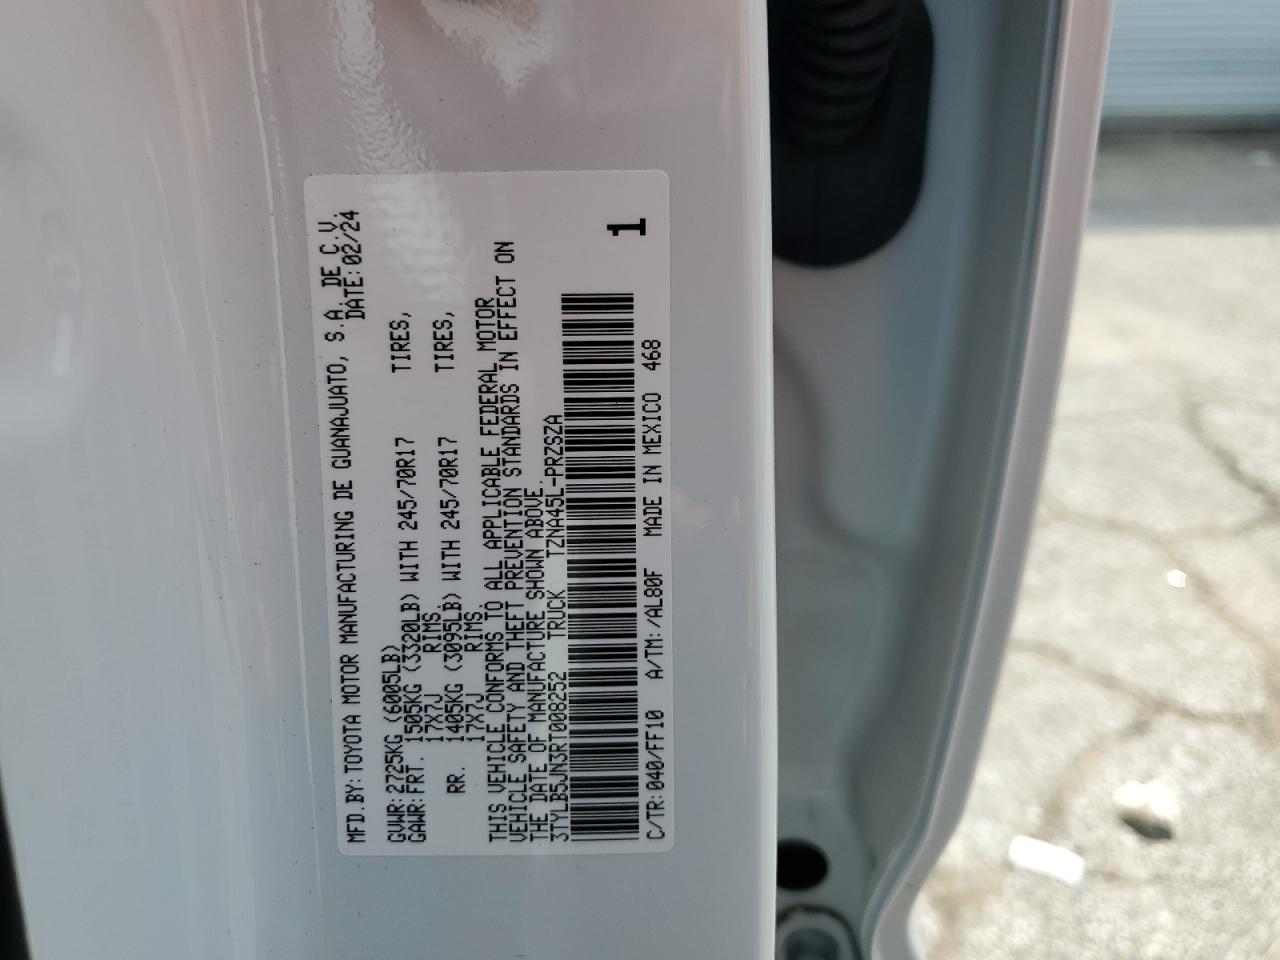 MFD.BY: TOYOTA MOTOR MANUFACTURING DE GUANAJUATO, S.A. DE C.V.
DATE: 02/24
GVWR: 2725KG (6005LB)
GAWR: FRT. 1505KG (3320LB) WITH 245/70R17 TIRES,
17X7J RIMS.
RR. 1405KG (3095LB) WITH 245/70R17 TIRES,
17X7J RIMS.
THIS VEHICLE CONFORMS TO ALL APPLICABLE FEDERAL MOTOR
VEHICLE SAFETY AND THEFT PREVENTION STANDARDS IN EFFECT ON
THE DATE OF MANUFACTURE SHOWN ABOVE.
3TYLB5JN3RT008252 TRUCK TZNA45L-PRZSZA
1
C/TR: 040/FF10 A/TM: /AL80F MADE IN MEXICO 468